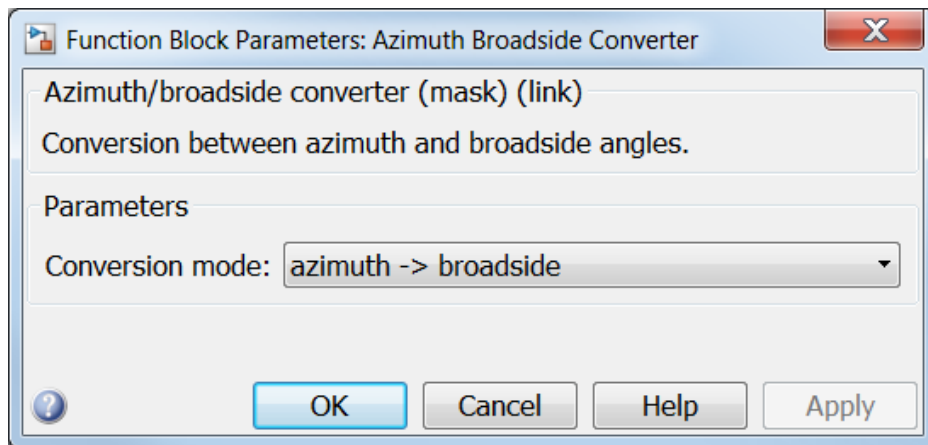 Function Block Parameters: Azimuth Broadside Converter
X
Azimuth/broadside converter (mask) (link)
Conversion between azimuth and broadside angles.
Parameters
Conversion mode: azimuth -> broadside
? OK Cancel Help Apply